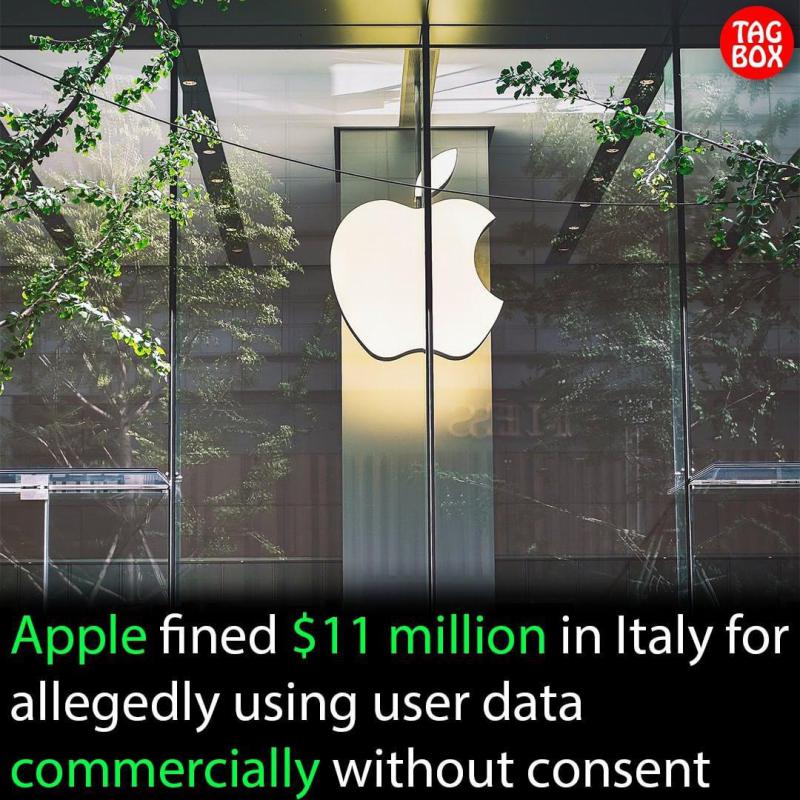 TAG
BOX
Apple fined $11 million in Italy for
allegedly using user data
commercially without consent